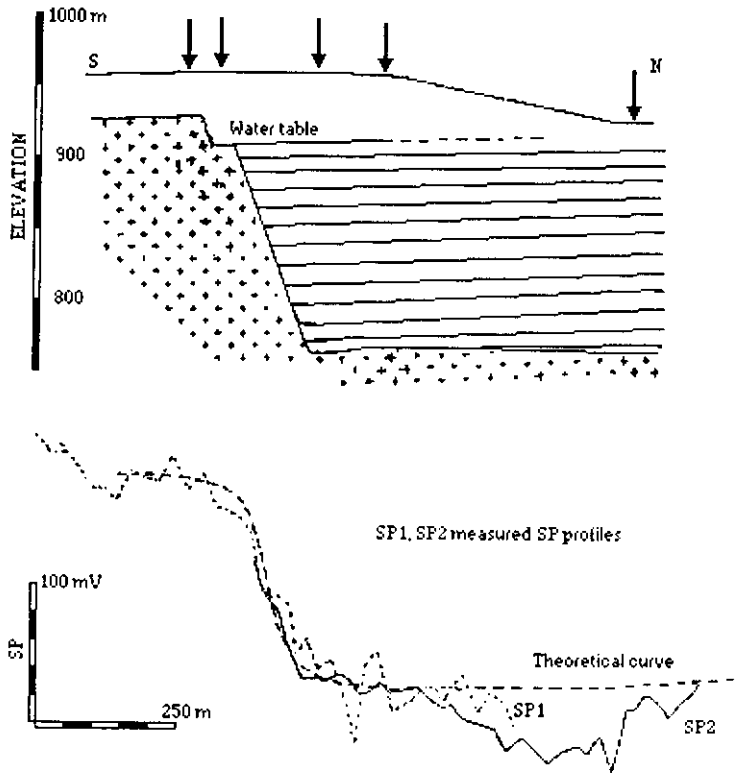 1000 m
S
N
Water table
900
ELEVATION
800
SP1, SP2 measured SP profiles
100 mV
SP
Theoretical curve
250 m
SP1
SP2